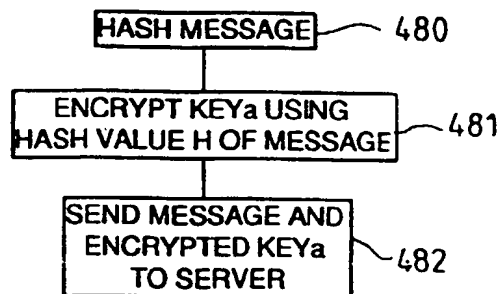 HASH MESSAGE
480
ENCRYPT KEYa USING
HASH VALUE H OF MESSAGE
481
SEND MESSAGE AND
ENCRYPTED KEYa
TO SERVER
482